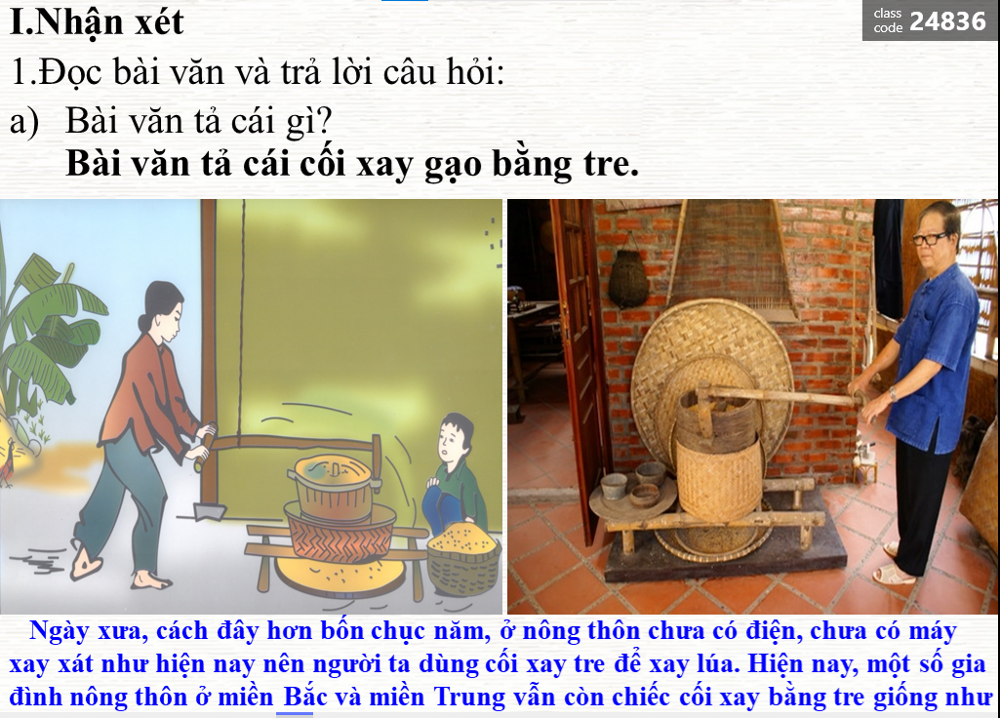 I.Nhận xét
class code 24836
1.Đọc bài văn và trả lời câu hỏi:
a) Bài văn tả cái gì?
Bài văn tả cái cối xay gạo bằng tre.
Ngày xưa, cách đây hơn bốn chục năm, ở nông thôn chưa có điện, chưa có máy
xay xát như hiện nay nên người ta dùng cối xay tre để xay lúa. Hiện nay, một số gia
đình nông thôn ở miền Bắc và miền Trung vẫn còn chiếc cối xay bằng tre giống như